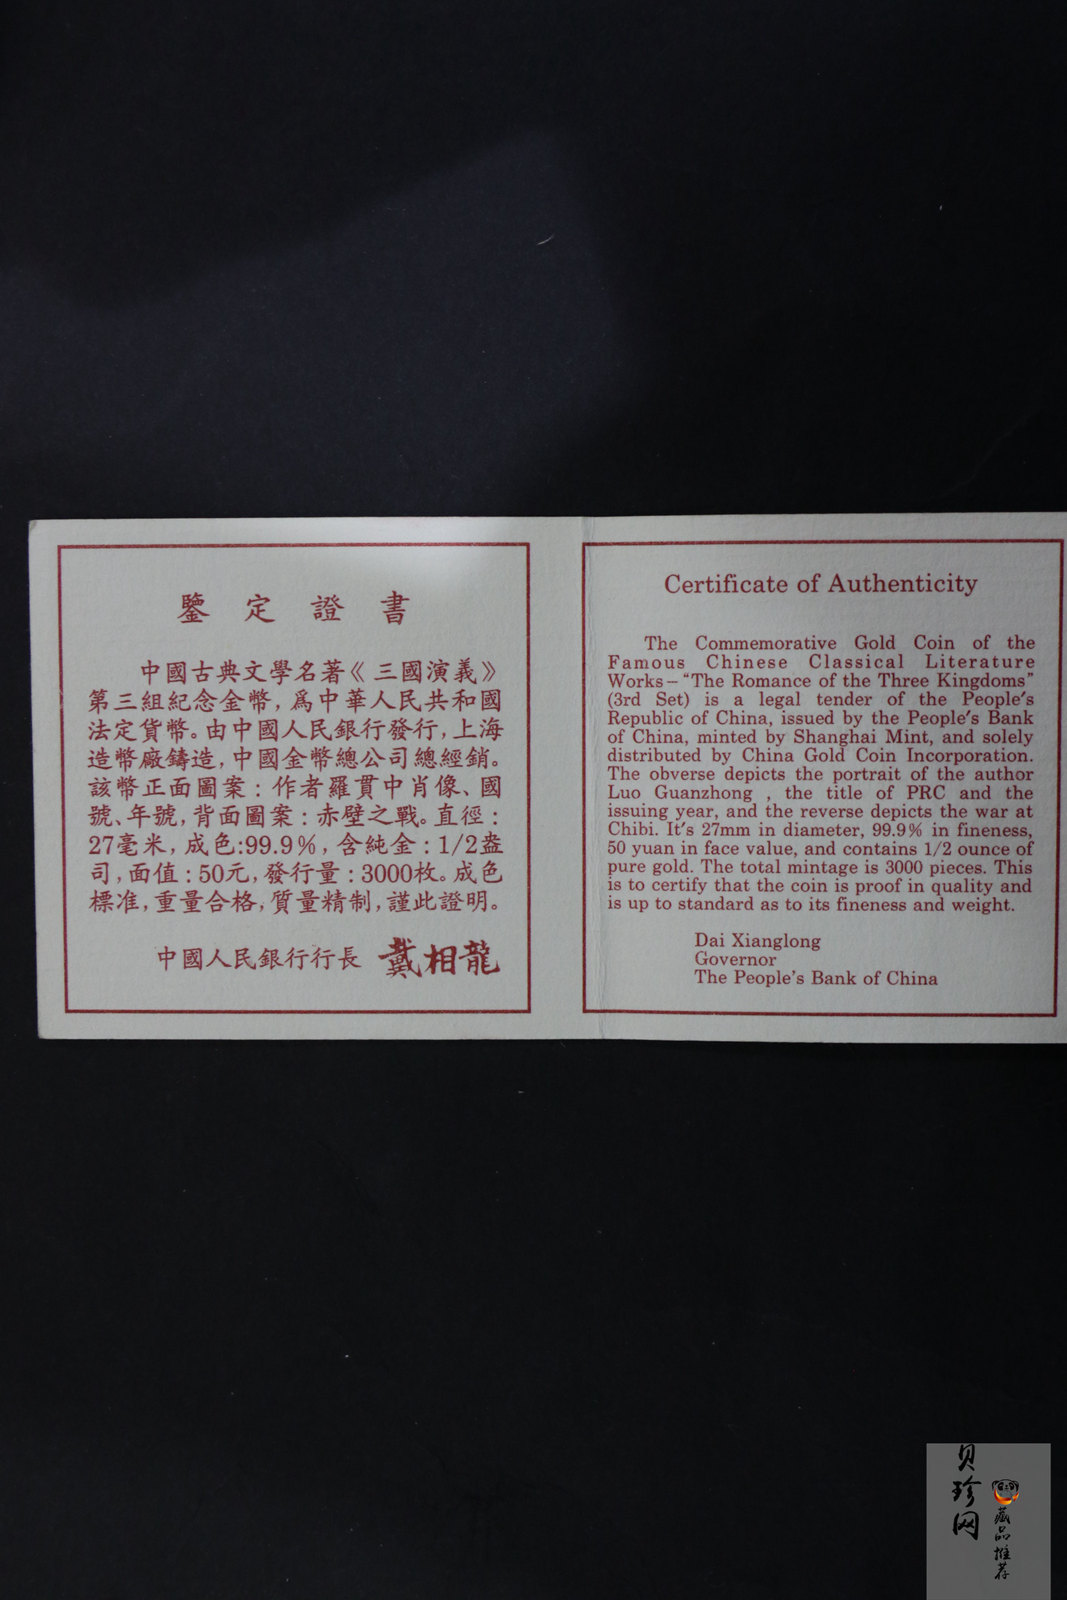 鑒定證書
中國古典文學名著《三國演義》
第三組紀念金幣，爲中華人民共和國
法定貨幣。由中國人民銀行發行，上海
造幣廠鑄造，中國金幣總公司總經銷。
該幣正面圖案：作者羅貫中肖像、國
號、年號，背面圖案：赤壁之戰。直徑：
27毫米，成色:99.9%，含純金：1/2盎
司，面值：50元，發行量：3000枚。成色
標准，重量合格，質量精制，謹此證明。
中國人民銀行行長 戴相龍
Certificate of Authenticity
The Commemorative Gold Coin of the
Famous Chinese Classical Literature
Works－“The Romance of the Three Kingdoms”
(3rd Set) is a legal tender of the People's
Republic of China, issued by the People's Bank
of China, minted by Shanghai Mint, and solely
distributed by China Gold Coin Incorporation.
The obverse depicts the portrait of the author
Luo Guanzhong , the title of PRC and the
issuing year, and the reverse depicts the war at
Chibi. It's 27mm in diameter, 99.9% in fineness,
50 yuan in face value, and contains 1/2 ounce of
pure gold. The total mintage is 3000 pieces. This
is to certify that the coin is proof in quality and
is up to standard as to its fineness and weight.
Dai Xianglong
Governor
The People's Bank of China
贝珍网
藏品推荐